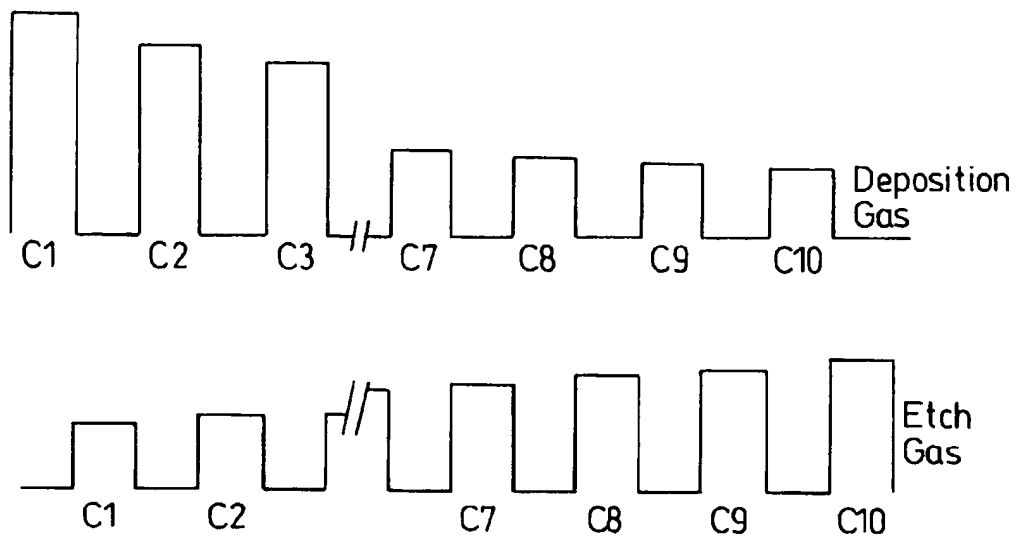 Deposition
Gas
C1 C2 C3 C7 C8 C9 C10
Etch
Gas
C1 C2 C7 C8 C9 C10